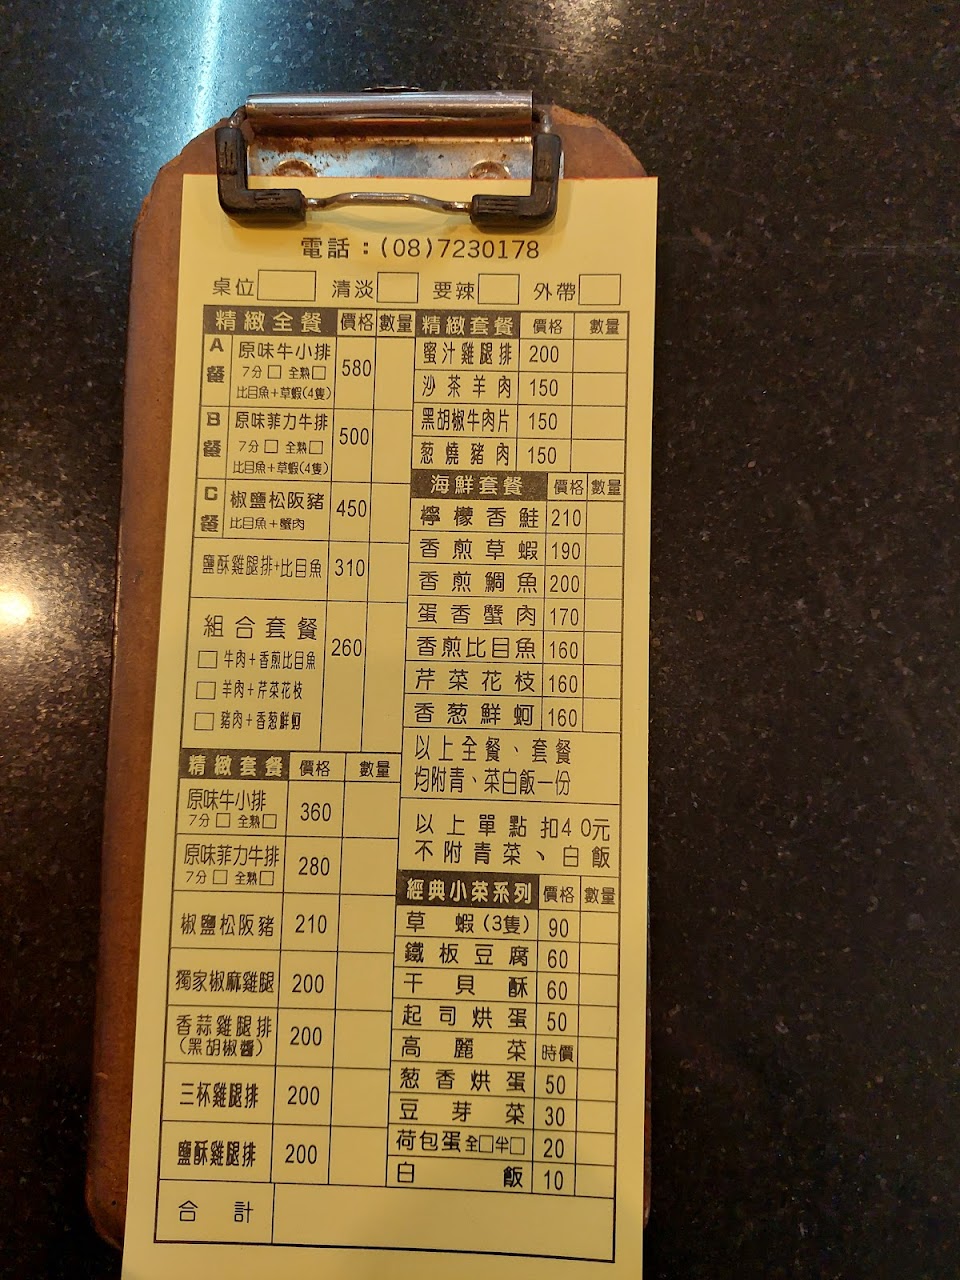 電話：(08)7230178
桌位 清淡 要辣 外帶
精緻全餐 價格 數量
A餐 原味牛小排 580
7分□ 全熟□
比目魚+草蝦(4隻)
B餐 原味菲力牛排 500
7分□ 全熟□
比目魚+草蝦(4隻)
C餐 椒鹽松阪豬 450
比目魚+蟹肉
鹽酥雞腿排+比目魚 310
組合套餐 260
□ 牛肉+香煎比目魚
□ 羊肉+芹菜花枝
□ 豬肉+香葱鮮蚵
精緻套餐 價格 數量
原味牛小排 360
7分□ 全熟□
原味菲力牛排 280
7分□ 全熟□
椒鹽松阪豬 210
獨家椒麻雞腿 200
香蒜雞腿排 200
(黑胡椒醬)
三杯雞腿排 200
鹽酥雞腿排 200
合計
精緻套餐 價格 數量
蜜汁雞腿排 200
沙茶羊肉 150
黑胡椒牛肉片 150
葱燒豬肉 150
海鮮套餐 價格 數量
檸檬香鮭 210
香煎草蝦 190
香煎鯛魚 200
蛋香蟹肉 170
香煎比目魚 160
芹菜花枝 160
香葱鮮蚵 160
以上全餐、套餐
均附青、菜白飯一份
以上單點扣40元
不附青菜、白飯
經典小菜系列 價格 數量
草蝦(3隻) 90
鐵板豆腐 60
干貝酥 60
起司烘蛋 50
高麗菜 時價
葱香烘蛋 50
豆芽菜 30
荷包蛋全□半□ 20
白飯 10